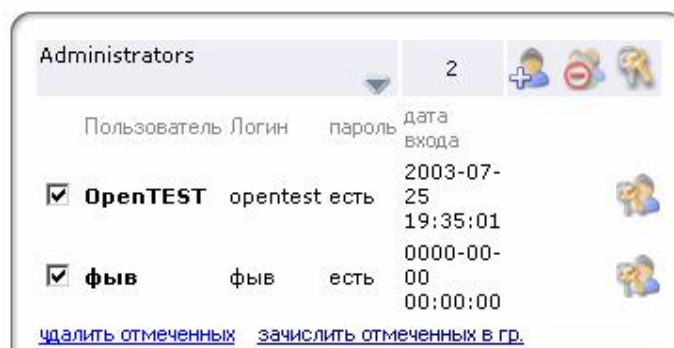 Administrators 2
Пользователь Логин пароль дата
входа
OpenTEST opentest есть 2003-07-
25
19:35:01
фыв фыв есть 0000-00-
00
00:00:00
удалить отмеченных зачислить отмеченных в гр.